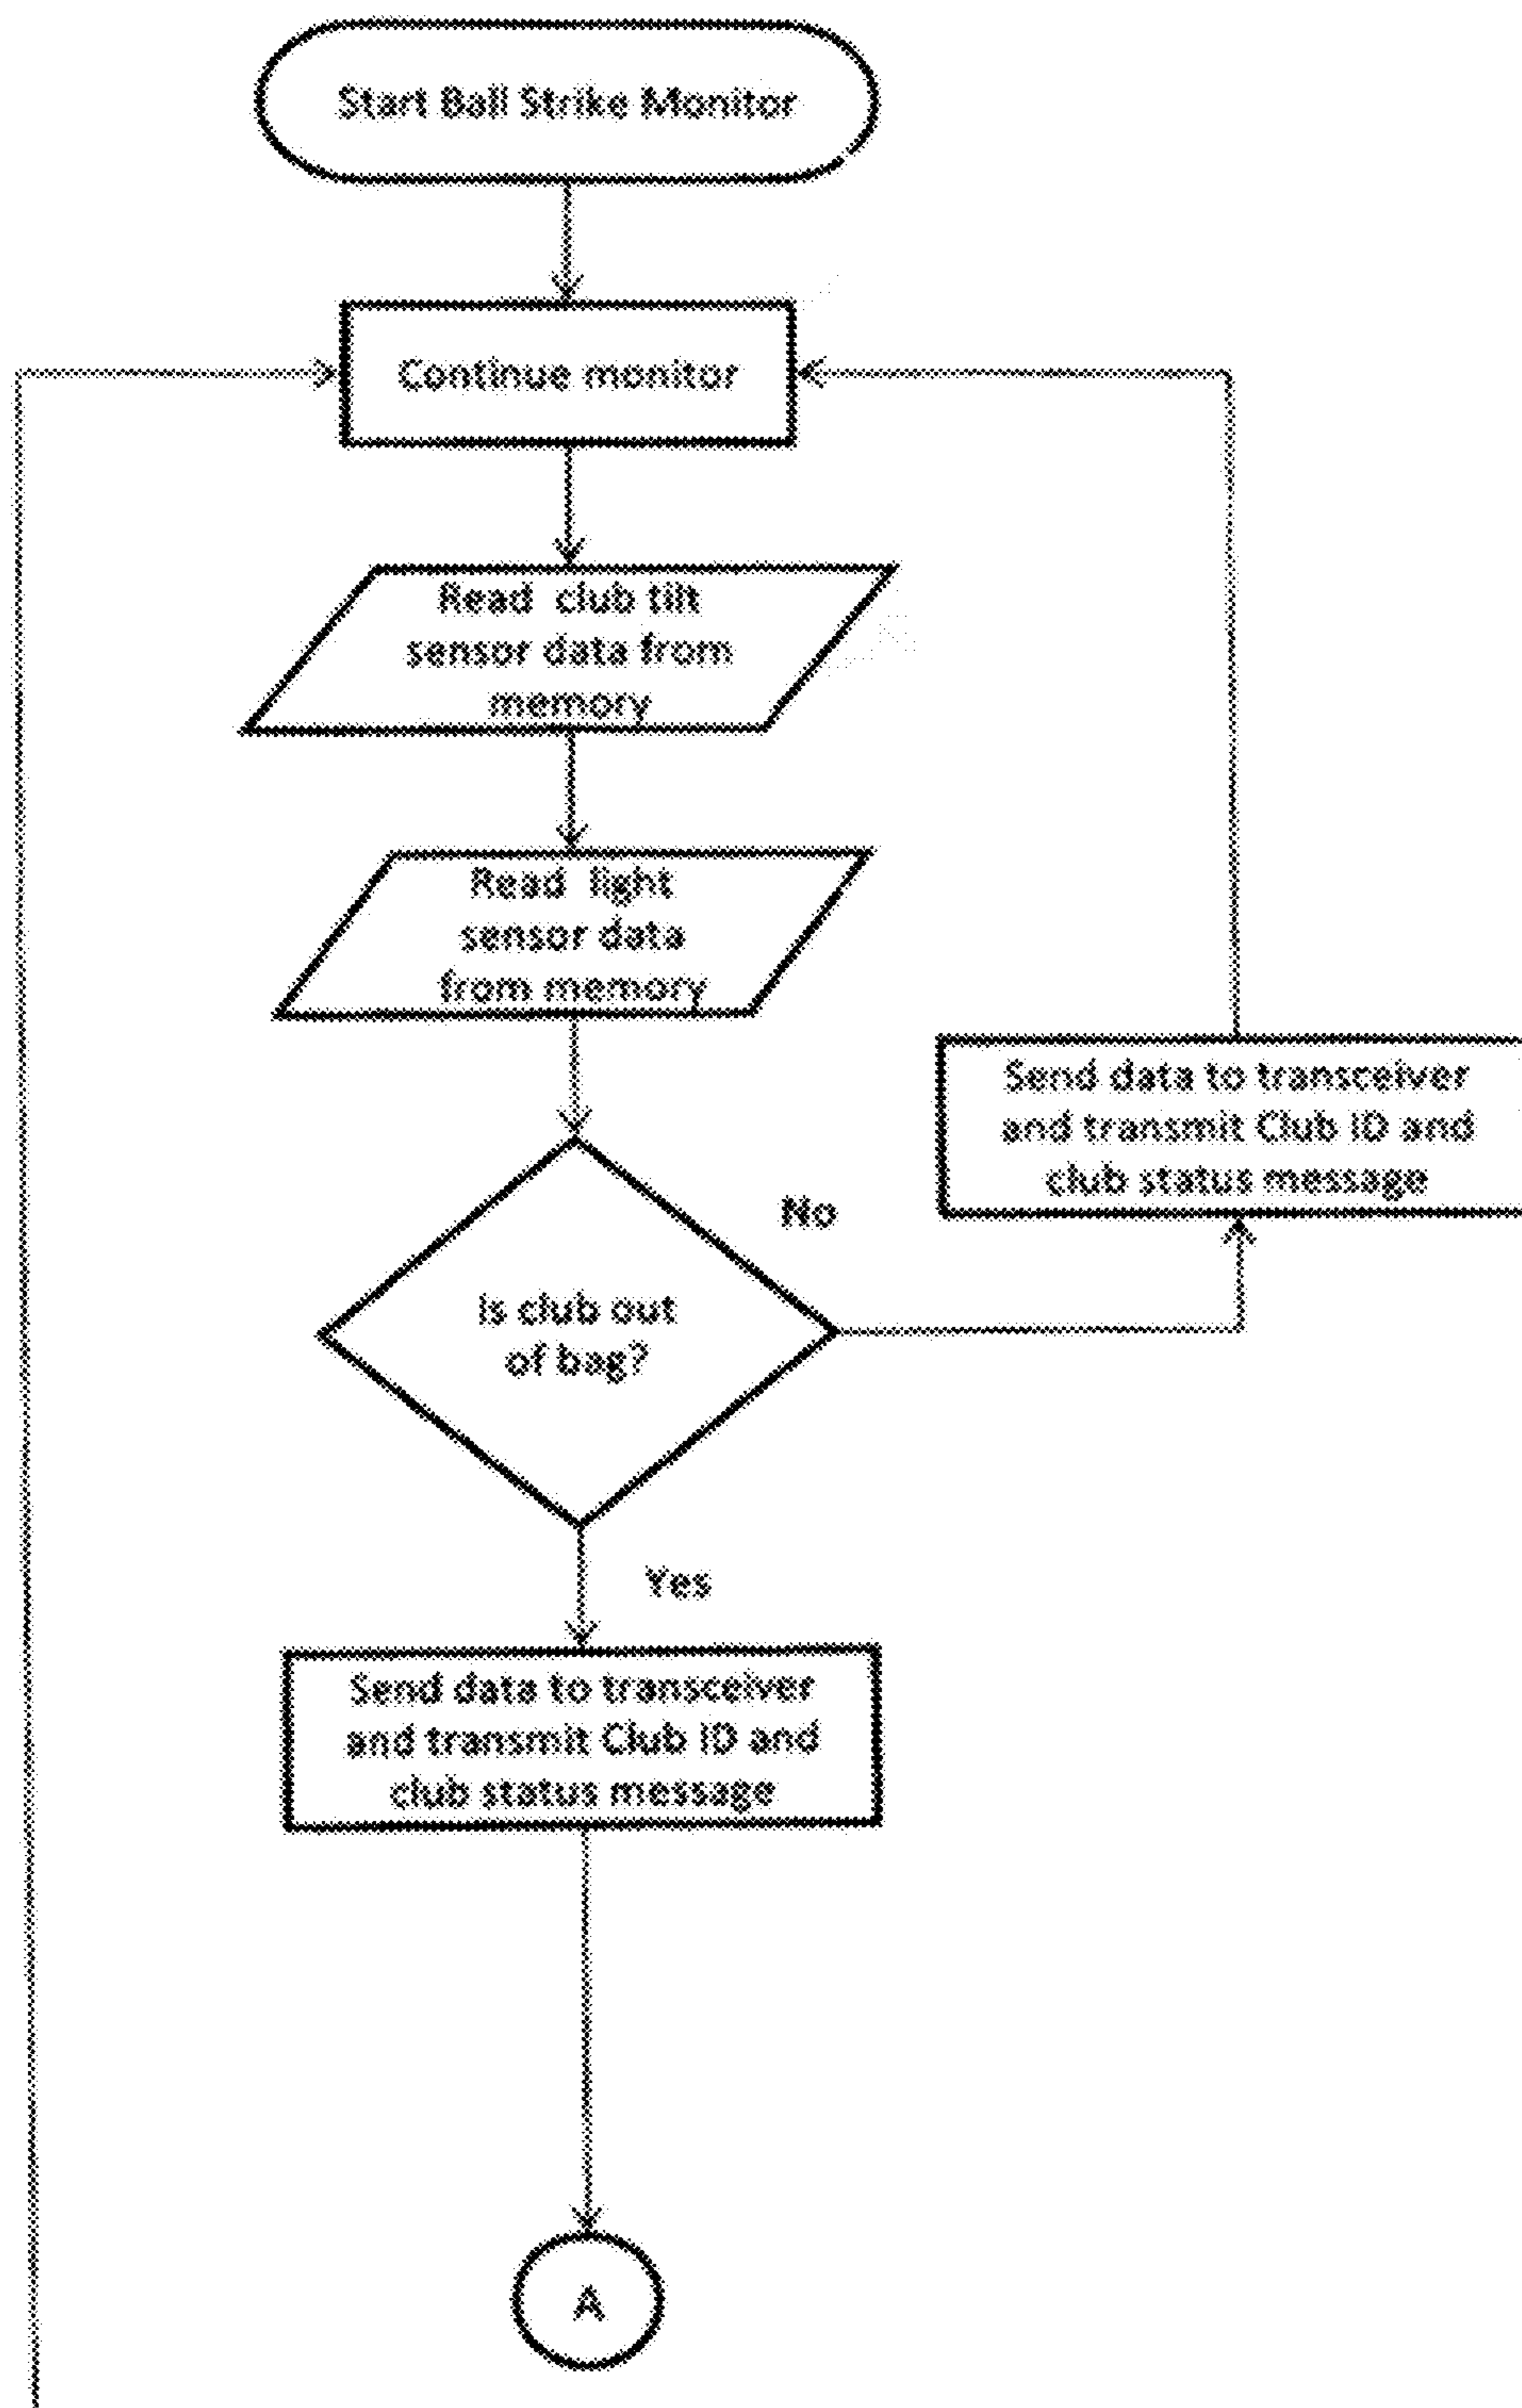 Start Ball Strike Monitor
Continue monitor
Read club tilt
sensor data from
memory
Read light
sensor data
from memory
Send data to transceiver
and transmit Club ID and
club status message
No
Is club out
of bag?
Yes
Send data to transceiver
and transmit Club ID and
club status message
A